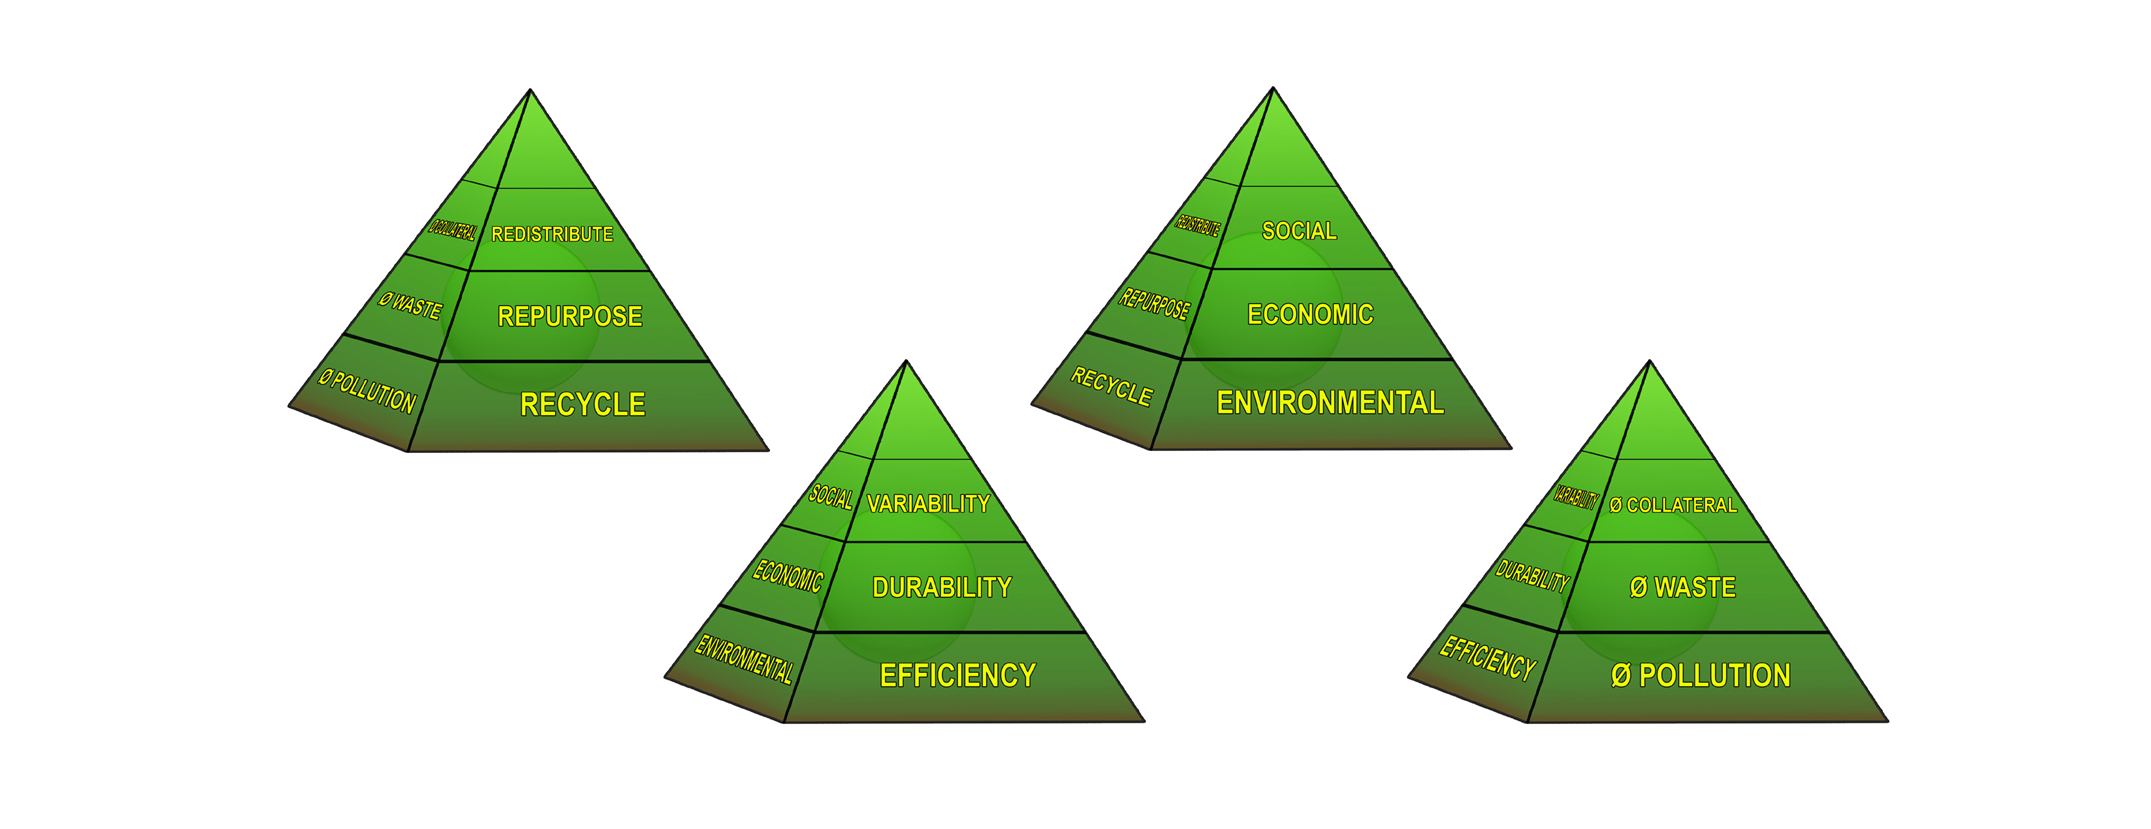 Ø COLLATERAL
REDISTRIBUTE
Ø WASTE
REPURPOSE
Ø POLLUTION
RECYCLE
REDISTRIBUTE
SOCIAL
REPURPOSE
ECONOMIC
RECYCLE
ENVIRONMENTAL
SOCIAL
VARIABILITY
ECONOMIC
DURABILITY
ENVIRONMENTAL
EFFICIENCY
VARIABILITY
Ø COLLATERAL
DURABILITY
Ø WASTE
EFFICIENCY
Ø POLLUTION